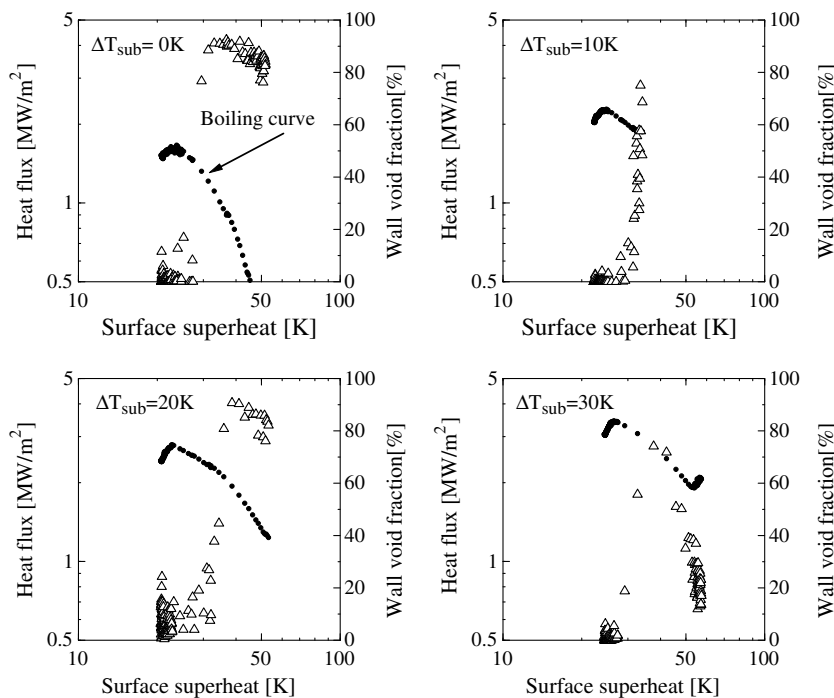 ΔTsub= 0K
Boiling curve
Heat flux [MW/m²]
5
1
0.5
Wall void fraction[%]
100
80
60
40
20
0
10
50
100
Surface superheat [K]
ΔTsub=10K
Heat flux [MW/m²]
5
1
0.5
Wall void fraction[%]
100
80
60
40
20
0
10
50
100
Surface superheat [K]
ΔTsub=20K
Heat flux [MW/m²]
5
1
0.5
Wall void fraction[%]
100
80
60
40
20
0
10
50
100
Surface superheat [K]
ΔTsub=30K
Heat flux [MW/m²]
5
1
0.5
Wall void fraction[%]
100
80
60
40
20
0
10
50
100
Surface superheat [K]